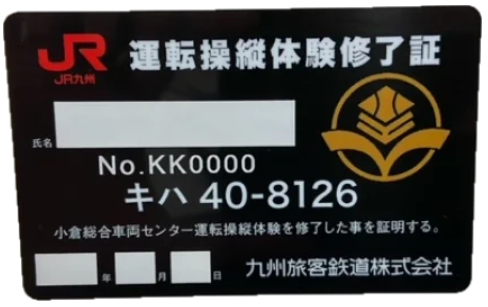 JR 運転操縦体験修了証
JR九州
氏名
No.KK0000
キハ 40-8126
小倉総合車両センター運転操縦体験を修了した事を証明する。
年 月 日 九州旅客鉄道株式会社